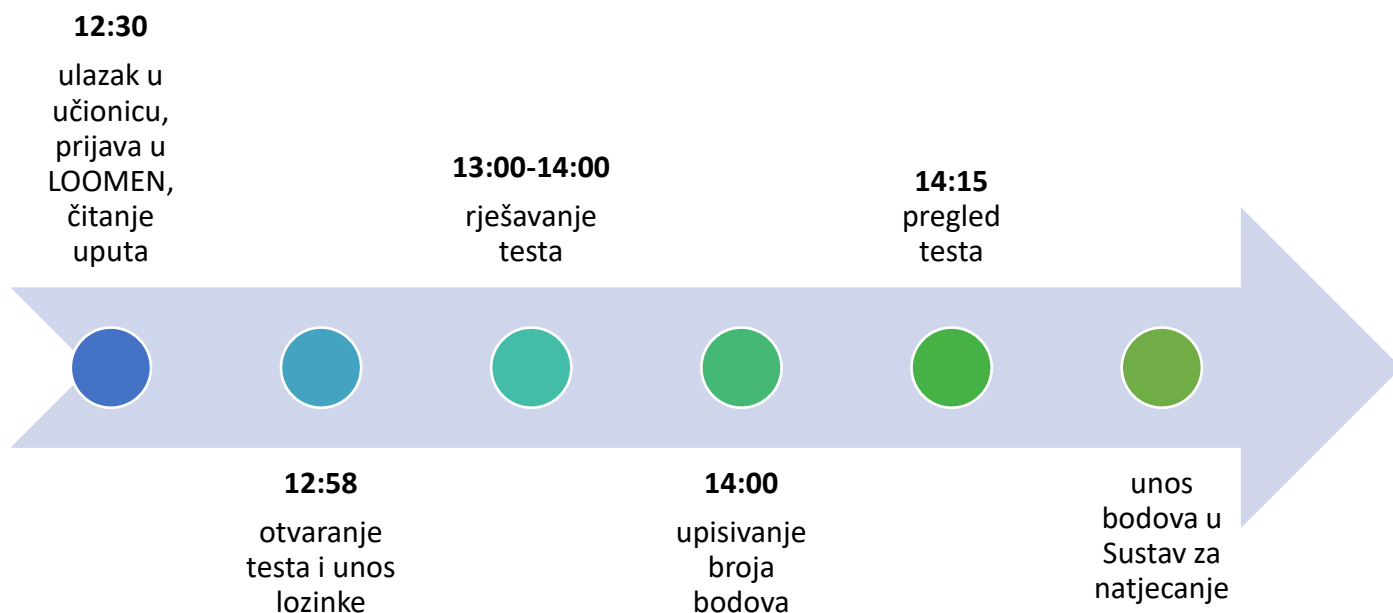 12:30
ulazak u
učionicu,
prijava u
LOOMEN,
čitanje
uputa
12:58
otvaranje
testa i unos
lozinke
13:00-14:00
rješavanje
testa
14:00
upisivanje
broja
bodova
14:15
pregled
testa
unos
bodova u
Sustav za
natjecanje